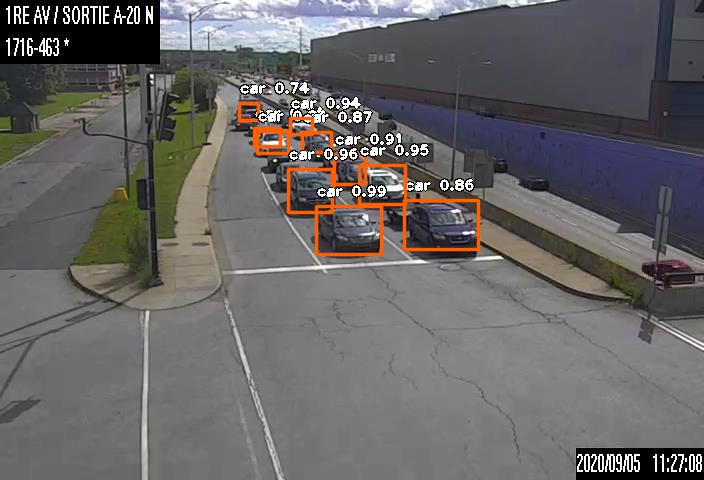 1RE AV / SORTIE A-20 N
1716-463 *
car 0.74
car 0.94
car 0.87
car 0.91
car 0.96
car 0.95
car 0.99
car 0.86
2020/09/05 11:27:08